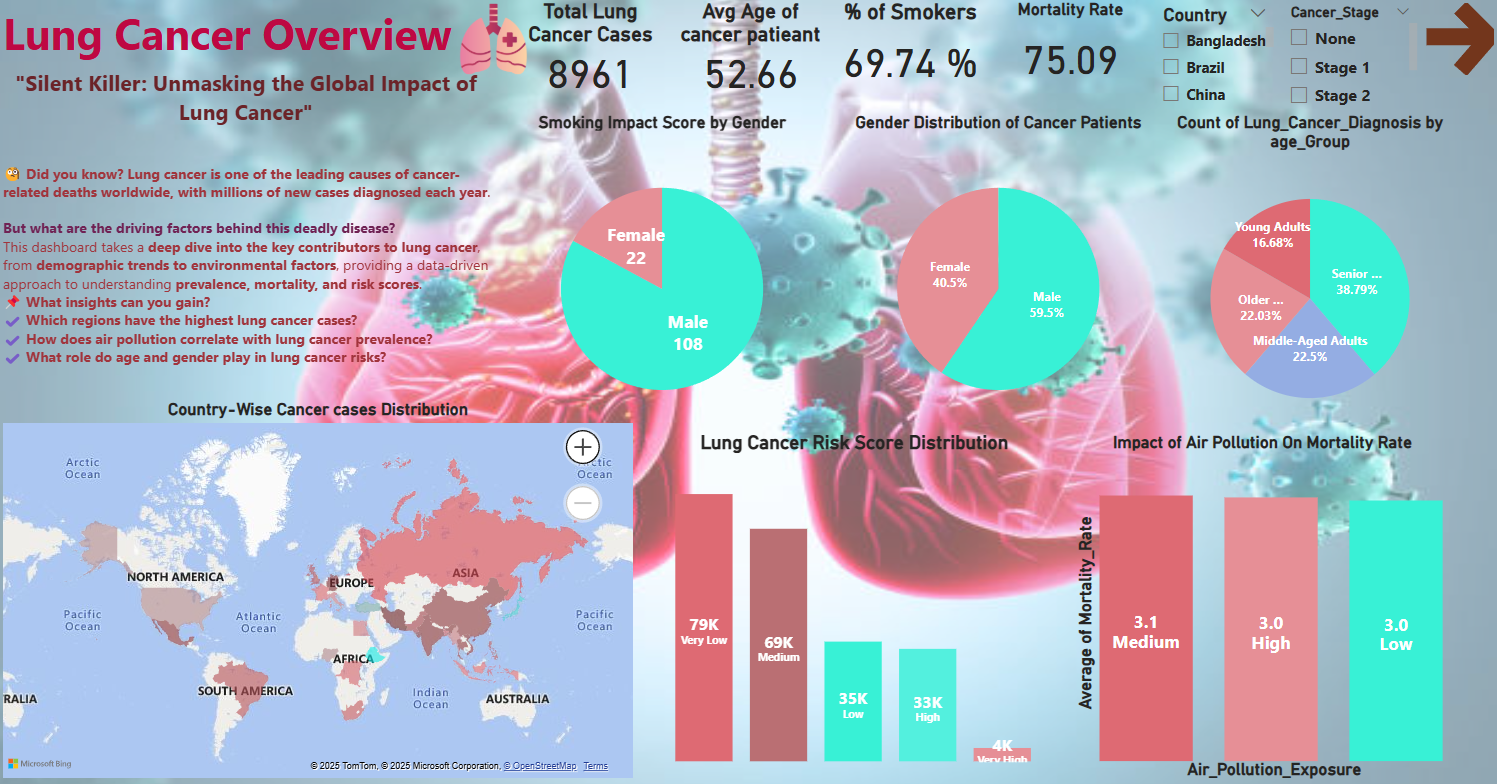 Lung Cancer Overview
"Silent Killer: Unmasking the Global Impact of
Lung Cancer"
Total Lung
Cancer Cases
8961
Avg Age of
cancer patieant
52.66
% of Smokers
69.74 %
Mortality Rate
75.09
Country
Bangladesh
Brazil
China
Cancer_Stage
None
Stage 1
Stage 2
Did you know? Lung cancer is one of the leading causes of cancer-
related deaths worldwide, with millions of new cases diagnosed each year.
But what are the driving factors behind this deadly disease?
This dashboard takes a deep dive into the key contributors to lung cancer,
from demographic trends to environmental factors, providing a data-driven
approach to understanding prevalence, mortality, and risk scores.
What insights can you gain?
Which regions have the highest lung cancer cases?
How does air pollution correlate with lung cancer prevalence?
What role do age and gender play in lung cancer risks?
Smoking Impact Score by Gender
Female
22
Male
108
Gender Distribution of Cancer Patients
Female
40.5%
Male
59.5%
Count of Lung_Cancer_Diagnosis by
age_Group
Young Adults
16.68%
Senior ...
38.79%
Older ...
22.03%
Middle-Aged Adults
22.5%
Country-Wise Cancer cases Distribution
Arctic
Ocean
Arctic
Ocean
NORTH AMERICA
EUROPE
ASIA
Pacific
Ocean
Atlantic
Ocean
Pacific
Ocean
AFRICA
SOUTH AMERICA
Indian
Ocean
AUSTRALIA
RALIA
Microsoft Bing
© 2025 TomTom, © 2025 Microsoft Corporation, © OpenStreetMap Terms
Lung Cancer Risk Score Distribution
79K
Very Low
69K
Medium
35K
Low
33K
High
4K
Very High
Impact of Air Pollution On Mortality Rate
Average of Mortality_Rate
3.1
Medium
3.0
High
3.0
Low
Air_Pollution_Exposure